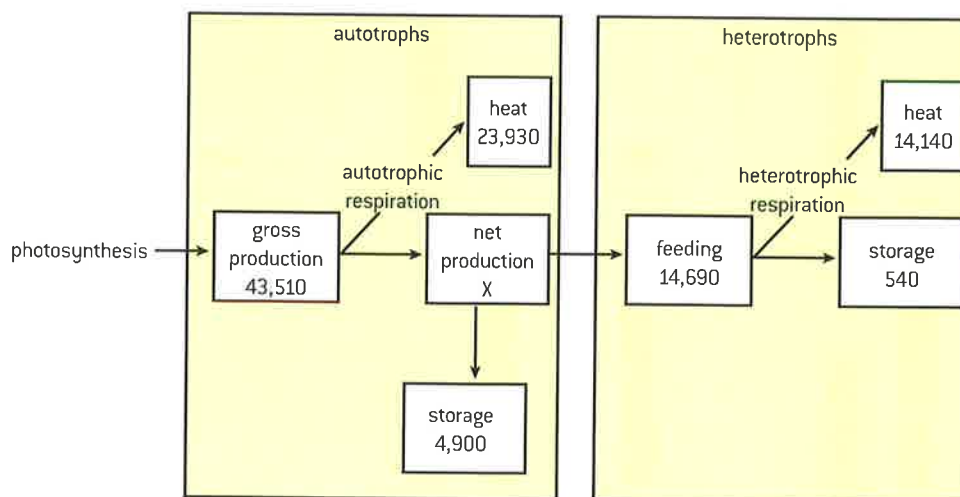 autotrophs
heterotrophs
heat
23,930
heat
14,140
autotrophic
respiration
heterotrophic
respiration
photosynthesis
gross
production
43,510
net
production
X
feeding
14,690
storage
540
storage
4,900